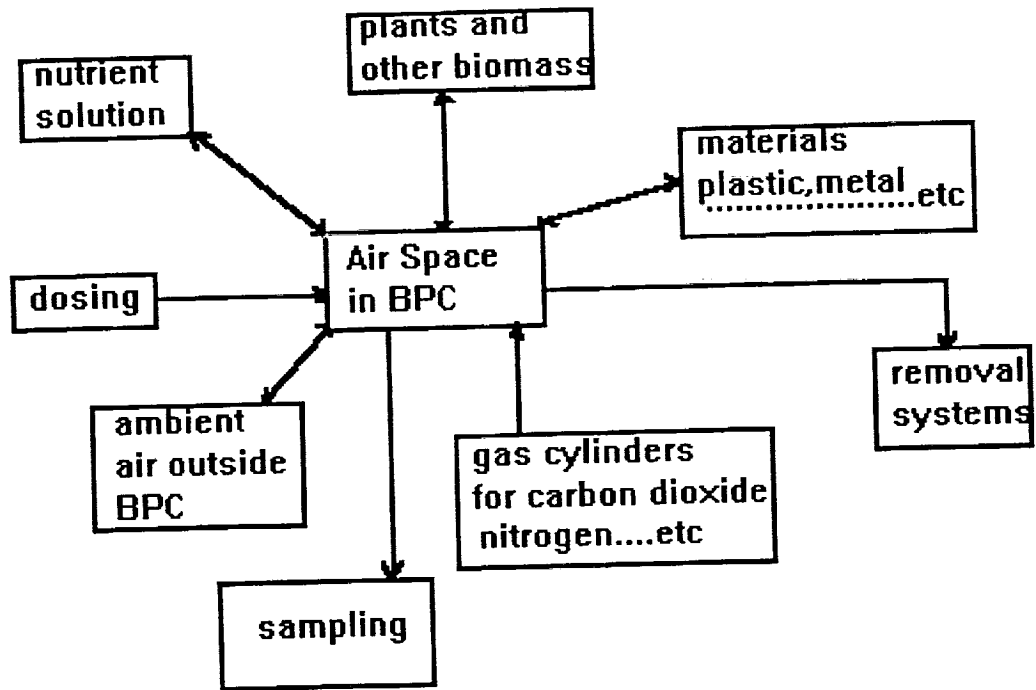 plants and
other biomass
nutrient
solution
materials
plastic,metal
....................etc
Air Space
in BPC
dosing
removal
systems
ambient
air outside
BPC
gas cylinders
for carbon dioxide
nitrogen....etc
sampling